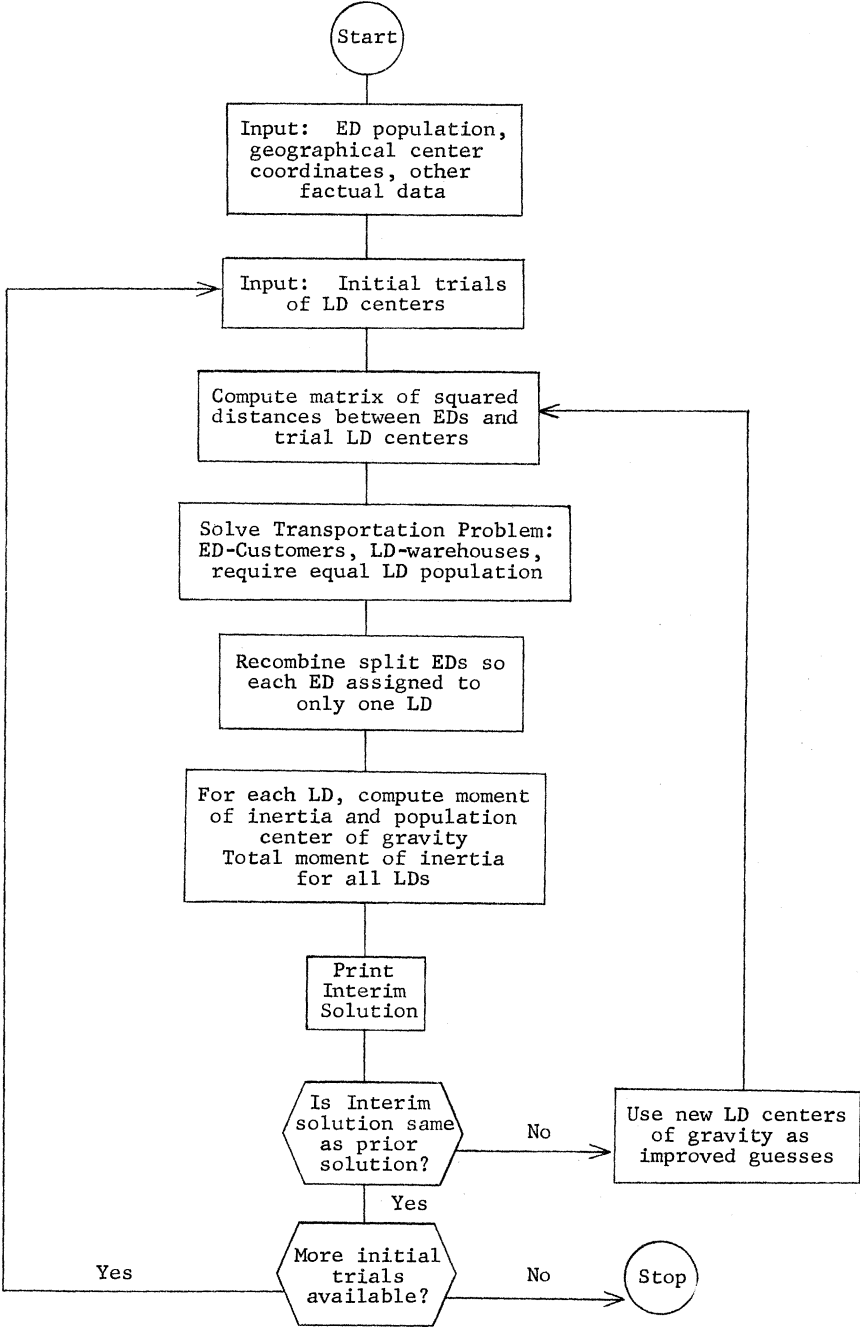 Start
Input: ED population,
geographical center
coordinates, other
factual data
Input: Initial trials
of LD centers
Compute matrix of squared
distances between EDs and
trial LD centers
Solve Transportation Problem:
ED-Customers, LD-warehouses,
require equal LD population
Recombine split EDs so
each ED assigned to
only one LD
For each LD, compute moment
of inertia and population
center of gravity
Total moment of inertia
for all LDs
Print
Interim
Solution
Is Interim
solution same
as prior
solution?
No
Use new LD centers
of gravity as
improved guesses
Yes
More initial
trials
available?
Yes
No
Stop